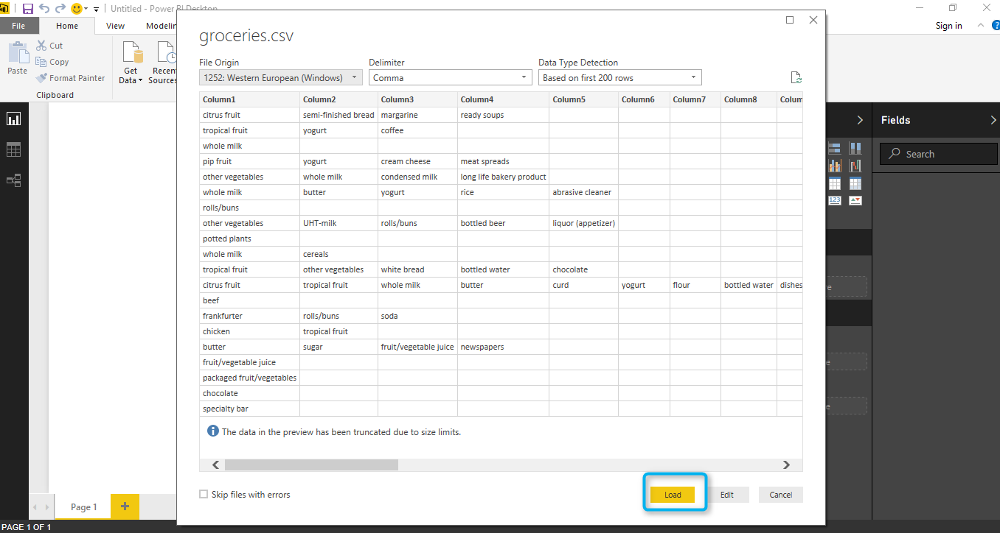 Untitled - Power BI Desktop
File Home View Modelin
Sign in
Paste
Cut
Copy
Format Painter
Clipboard
Get Data
Recen
Sources
groceries.csv
File Origin Delimiter Data Type Detection
1252: Western European (Windows) Comma Based on first 200 rows
Column1 Column2 Column3 Column4 Column5 Column6 Column7 Column8 Colum
citrus fruit semi-finished bread margarine ready soups
tropical fruit yogurt coffee
whole milk
pip fruit yogurt cream cheese meat spreads
other vegetables whole milk condensed milk long life bakery product
whole milk butter yogurt rice abrasive cleaner
rolls/buns
other vegetables UHT-milk rolls/buns bottled beer liquor (appetizer)
potted plants
whole milk cereals
tropical fruit other vegetables white bread bottled water chocolate
citrus fruit tropical fruit whole milk butter curd yogurt flour bottled water dishes
beef
frankfurter rolls/buns soda
chicken tropical fruit
butter sugar fruit/vegetable juice newspapers
fruit/vegetable juice
packaged fruit/vegetables
chocolate
specialty bar
The data in the preview has been truncated due to size limits.
Skip files with errors
Load Edit Cancel
Fields
Search
123
re
e
e
Page 1
PAGE 1 OF 1